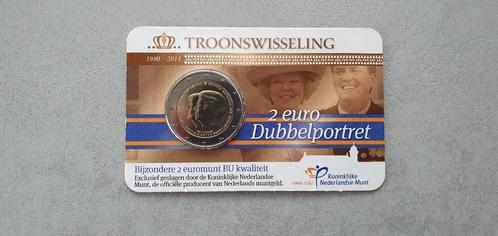 TROONSWISSELING
1980 - 2013
2 euro
Dubbelportret
Bijzondere 2 euromunt BU kwaliteit
Exclusief geslagen door de Koninklijke Nederlandse
Munt, de officiële producent van Nederlands muntgeld.
Koninklijke
Nederlandse Munt